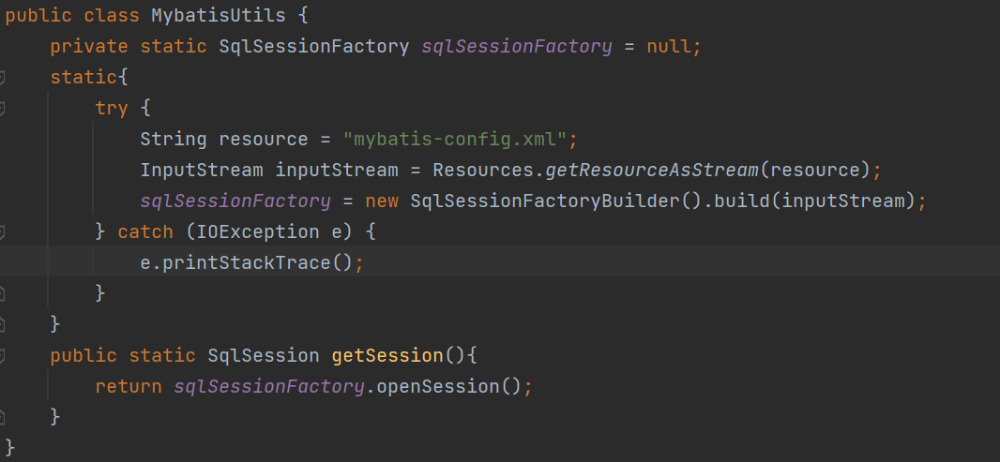 public class MybatisUtils {
    private static SqlSessionFactory sqlSessionFactory = null;
    static{
        try {
            String resource = "mybatis-config.xml";
            InputStream inputStream = Resources.getResourceAsStream(resource);
            sqlSessionFactory = new SqlSessionFactoryBuilder().build(inputStream);
        } catch (IOException e) {
            e.printStackTrace();
        }
    }
    public static SqlSession getSession(){
        return sqlSessionFactory.openSession();
    }
}